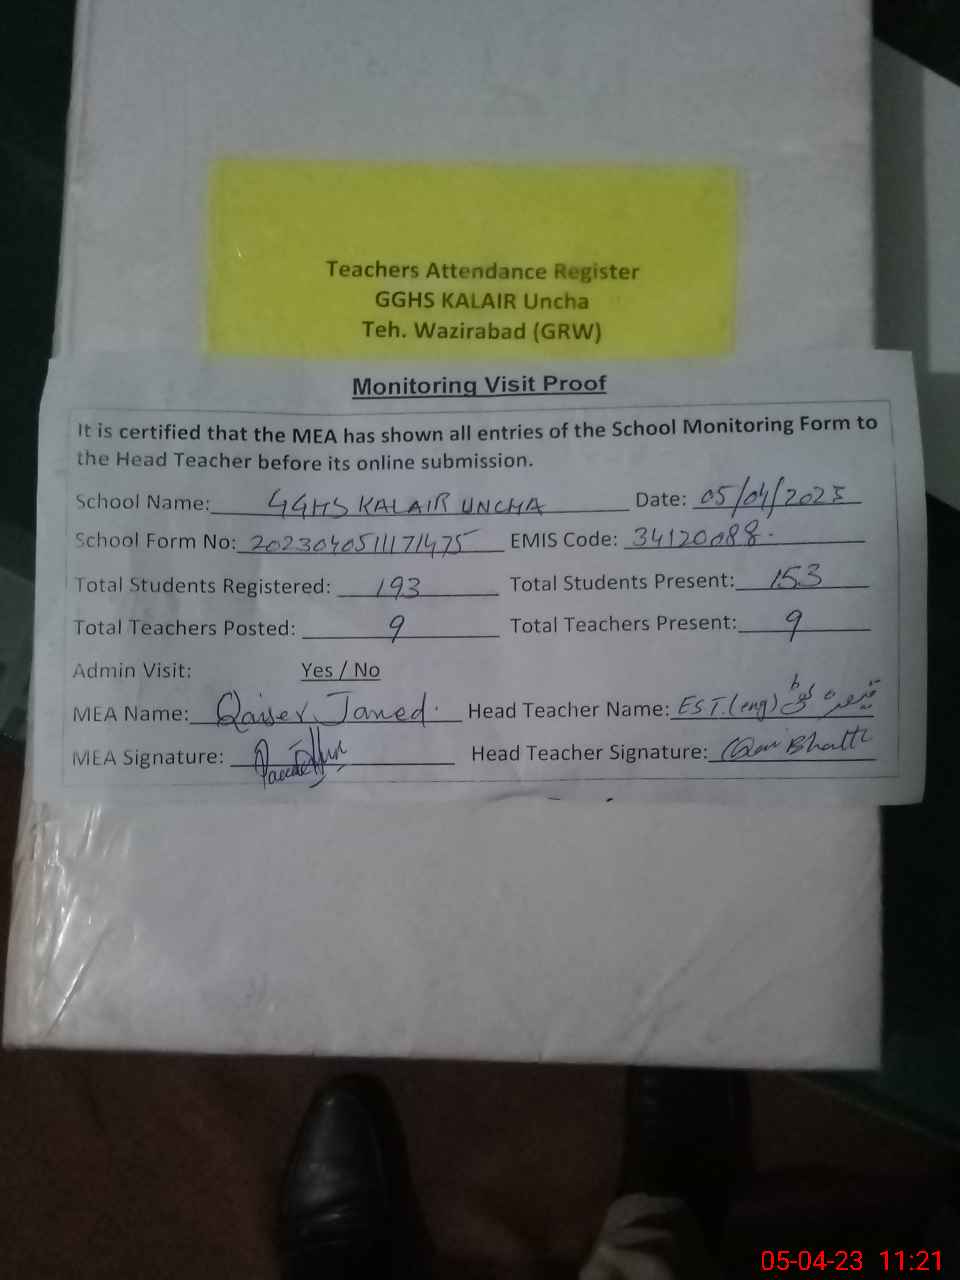 Teachers Attendance Register
GGHS KALAIR Uncha
Teh. Wazirabad (GRW)
Monitoring Visit Proof
It is certified that the MEA has shown all entries of the School Monitoring Form to
the Head Teacher before its online submission.
School Name: GGHS KALAIR UNCHA Date: 05/04/2023
School Form No: 2023040511171475 EMIS Code: 34120088.
Total Students Registered: 193 Total Students Present: 153
Total Teachers Posted: 9 Total Teachers Present: 9
Admin Visit: Yes / No
MEA Name: Qaiser Javed. Head Teacher Name: E.S.T.(eng)
MEA Signature: Head Teacher Signature: Bhatti
05-04-23 11:21